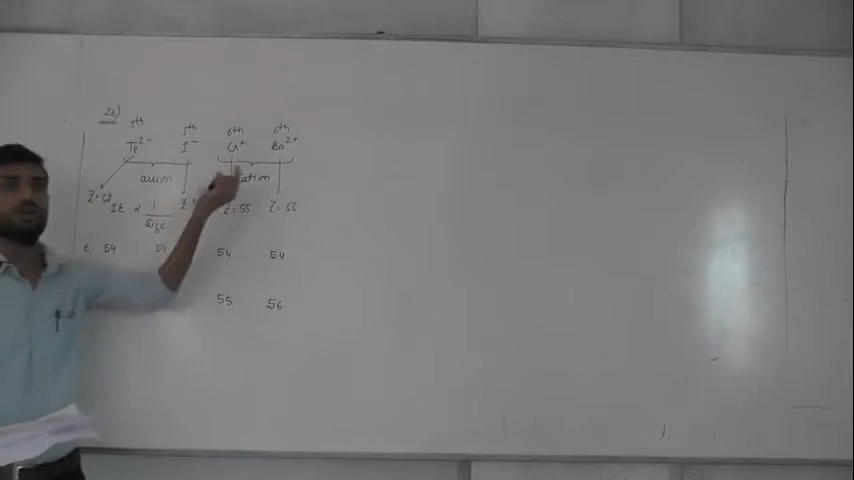 26)
5th 5th 6th 6th
Te2- I- Cs+ Ba2+
anion
Z=52 Z=55 Z=56
IE ∝ 1
Size
e 54 54 54 54
55 56